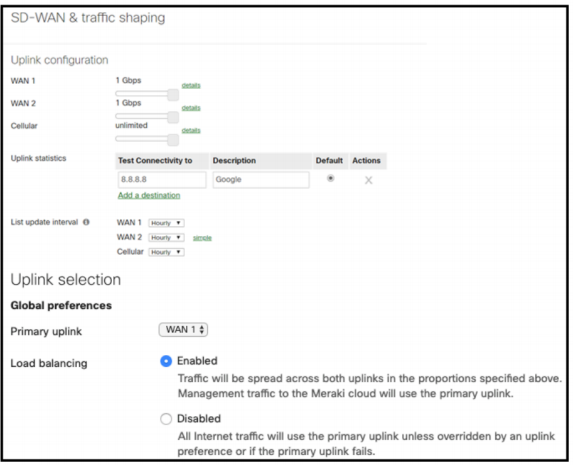 SD-WAN & traffic shaping
Uplink configuration
WAN 1 1 Gbps details
WAN 2 1 Gbps details
Cellular unlimited details
Uplink statistics Test Connectivity to Description Default Actions
8.8.8.8 Google X
Add a destination
List update interval WAN 1 Hourly
WAN 2 Hourly simple
Cellular Hourly
Uplink selection
Global preferences
Primary uplink WAN 1
Load balancing Enabled
Traffic will be spread across both uplinks in the proportions specified above.
Management traffic to the Meraki cloud will use the primary uplink.
Disabled
All Internet traffic will use the primary uplink unless overridden by an uplink
preference or if the primary uplink fails.